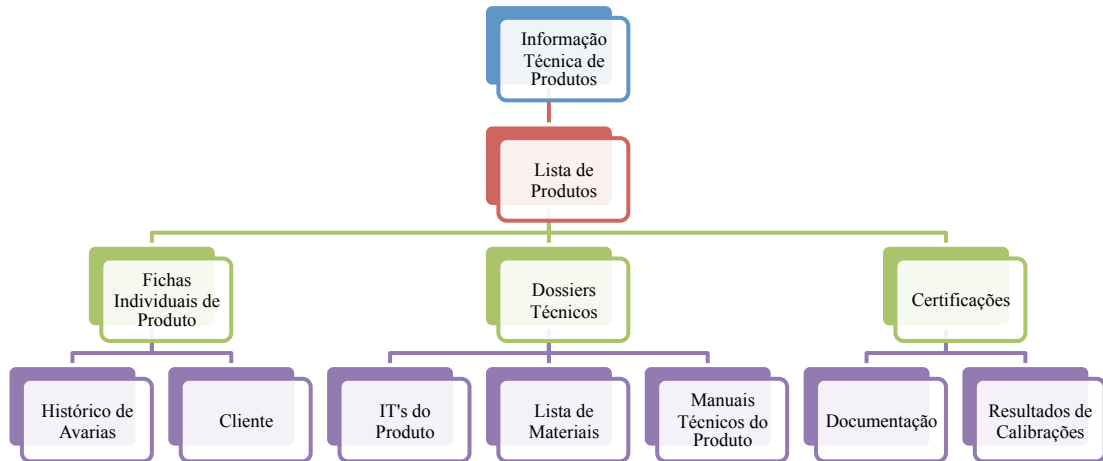 Informação
Técnica de
Produtos
Lista de
Produtos
Fichas
Individuais de
Produto
Dossiers
Técnicos
Certificações
Histórico de
Avarias
Cliente
IT's do
Produto
Lista de
Materiais
Manuais
Técnicos do
Produto
Documentação
Resultados de
Calibrações